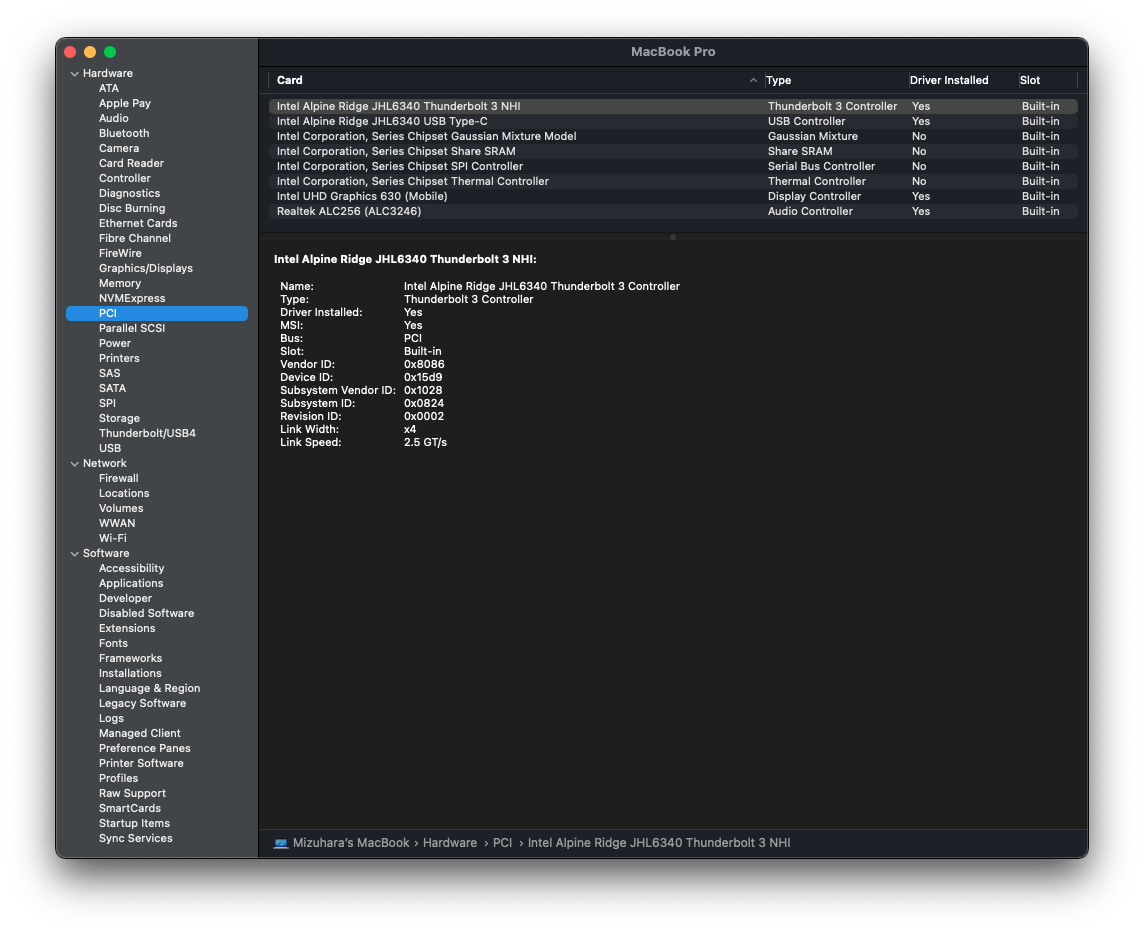 MacBook Pro
Hardware
ATA
Apple Pay
Audio
Bluetooth
Camera
Card Reader
Controller
Diagnostics
Disc Burning
Ethernet Cards
Fibre Channel
FireWire
Graphics/Displays
Memory
NVMExpress
PCI
Parallel SCSI
Power
Printers
SAS
SATA
SPI
Storage
Thunderbolt/USB4
USB
Network
Firewall
Locations
Volumes
WWAN
Wi-Fi
Software
Accessibility
Applications
Developer
Disabled Software
Extensions
Fonts
Frameworks
Installations
Language & Region
Legacy Software
Logs
Managed Client
Preference Panes
Printer Software
Profiles
Raw Support
SmartCards
Startup Items
Sync Services
Card Type Driver Installed Slot
Intel Alpine Ridge JHL6340 Thunderbolt 3 NHI Thunderbolt 3 Controller Yes Built-in
Intel Alpine Ridge JHL6340 USB Type-C USB Controller Yes Built-in
Intel Corporation, Series Chipset Gaussian Mixture Model Gaussian Mixture No Built-in
Intel Corporation, Series Chipset Share SRAM Share SRAM No Built-in
Intel Corporation, Series Chipset SPI Controller Serial Bus Controller No Built-in
Intel Corporation, Series Chipset Thermal Controller Thermal Controller No Built-in
Intel UHD Graphics 630 (Mobile) Display Controller Yes Built-in
Realtek ALC256 (ALC3246) Audio Controller Yes Built-in
Intel Alpine Ridge JHL6340 Thunderbolt 3 NHI:
Name: Intel Alpine Ridge JHL6340 Thunderbolt 3 Controller
Type: Thunderbolt 3 Controller
Driver Installed: Yes
MSI: Yes
Bus: PCI
Slot: Built-in
Vendor ID: 0x8086
Device ID: 0x15d9
Subsystem Vendor ID: 0x1028
Subsystem ID: 0x0824
Revision ID: 0x0002
Link Width: x4
Link Speed: 2.5 GT/s
Mizuhara's MacBook › Hardware › PCI › Intel Alpine Ridge JHL6340 Thunderbolt 3 NHI